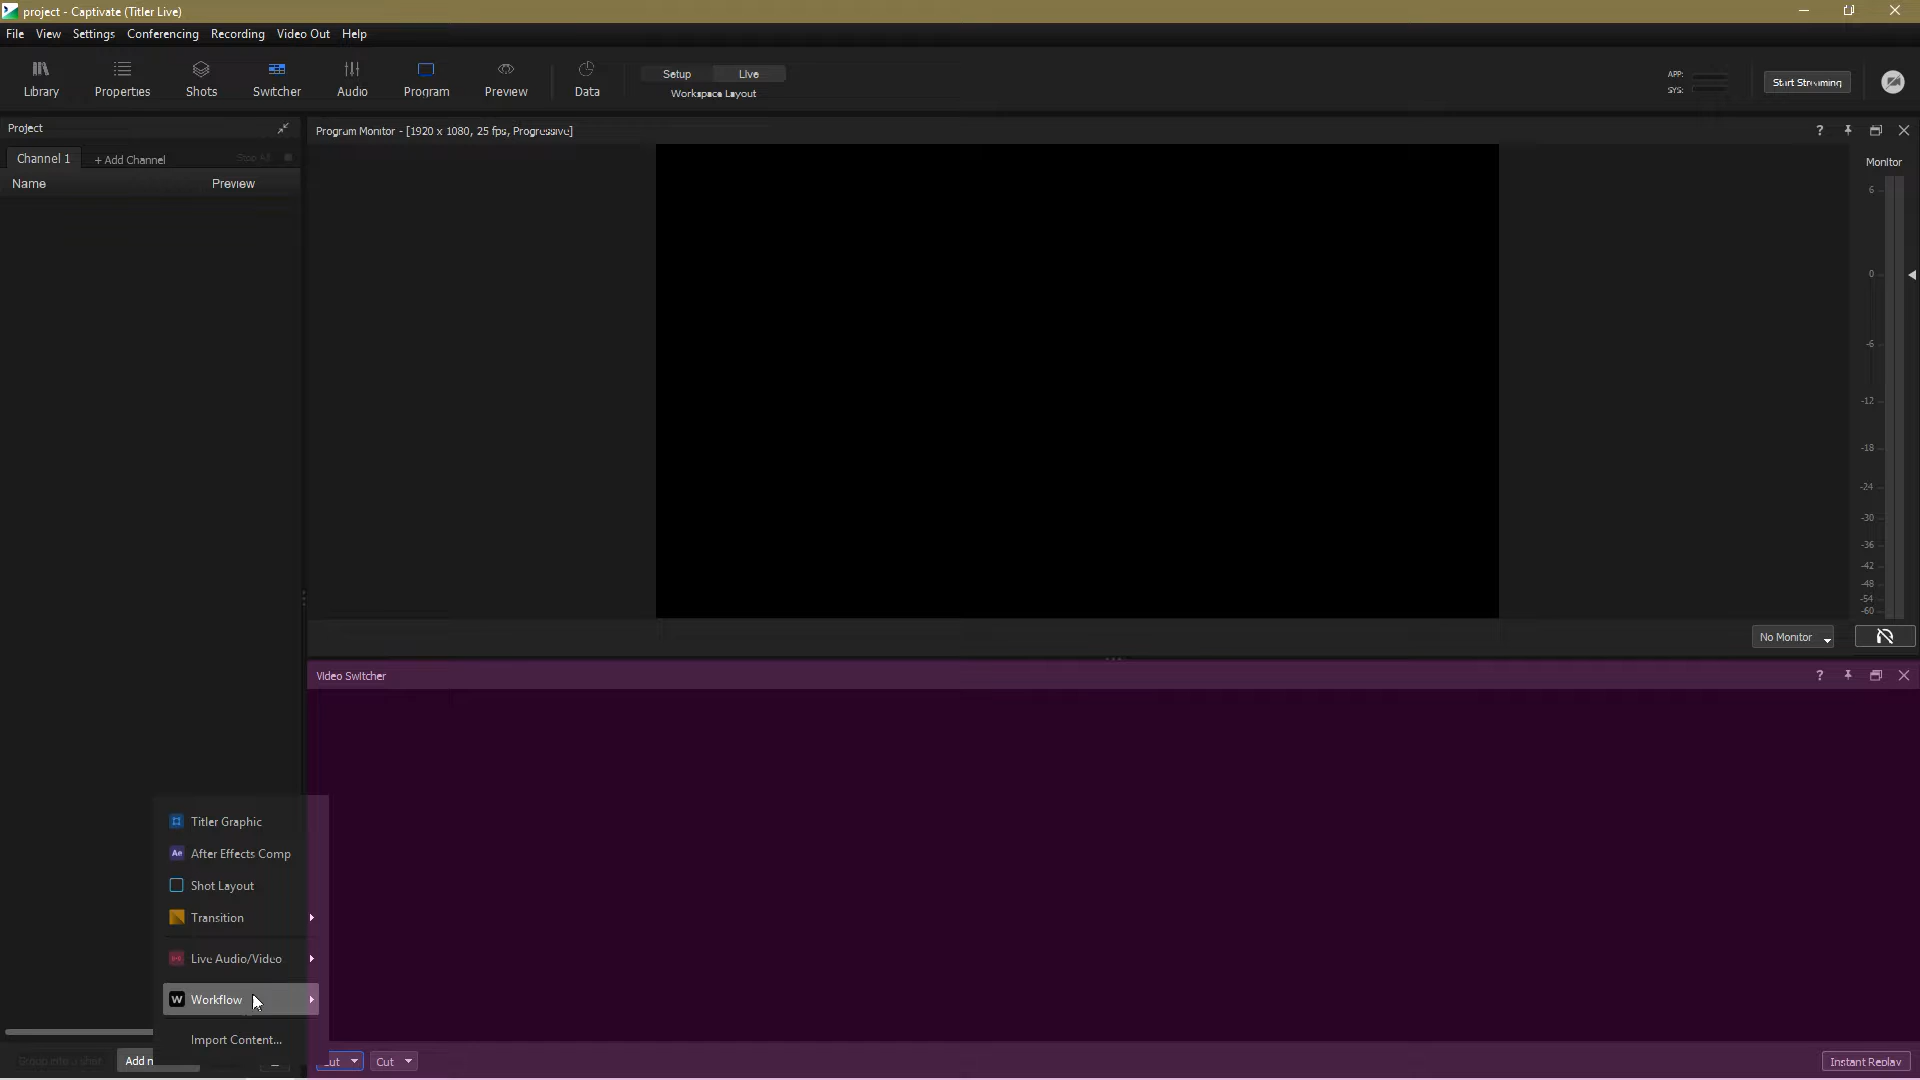 project - Captivate (Titler Live)
File View Settings Conferencing Recording Video Out Help
Library Properties Shots Switcher Audio Program Preview Data
Setup Live
Workspace Layout
APP:
SYS:
Start Streaming
Project
Channel 1 + Add Channel Stop All
Name Preview
Program Monitor - [1920 x 1080, 25 fps, Progressive]
?
Monitor
6
0
-6
-12
-18
-24
-30
-36
-42
-48
-54
-60
No Monitor
Video Switcher
?
Titler Graphic
Ae After Effects Comp
Shot Layout
Transition
Live Audio/Video
W Workflow
Import Content...
Add
Cut
Instant Replay